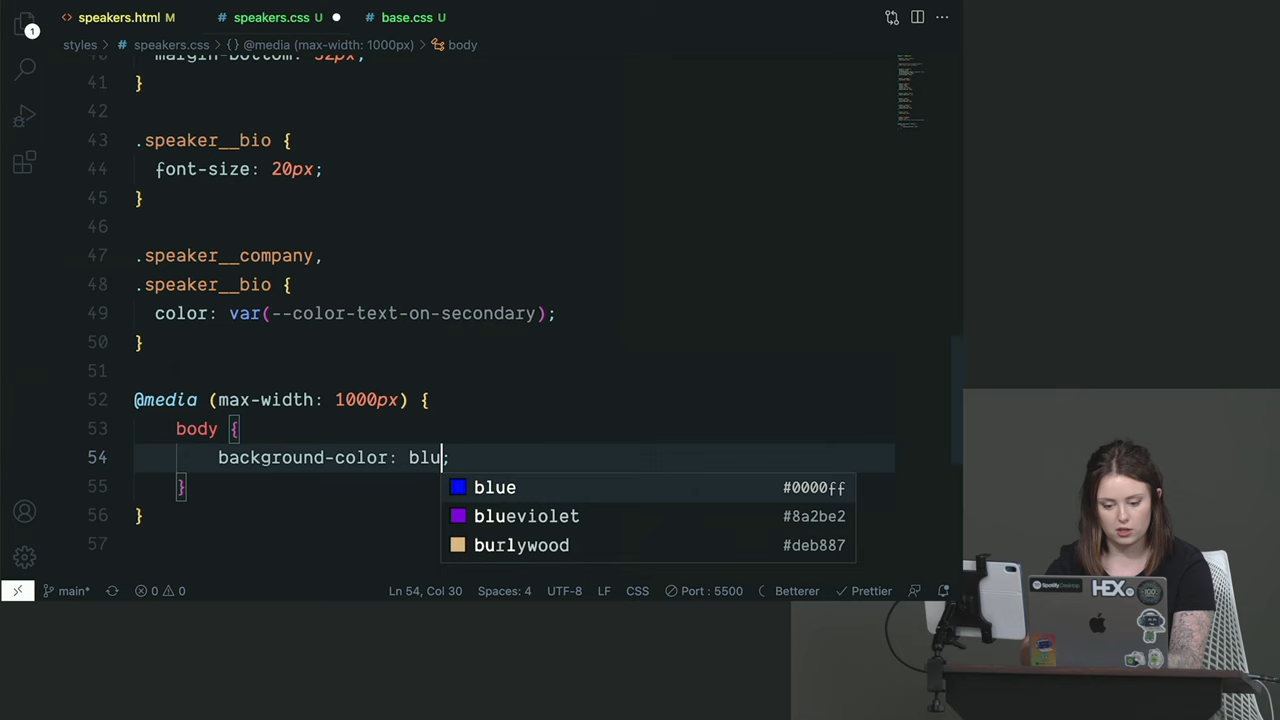 speakers.html M
# speakers.css U
# base.css U
1
styles > # speakers.css > {} @media (max-width: 1000px) > body
40 margin-bottom: 32px;
41 }
42
43 .speaker__bio {
44 font-size: 20px;
45 }
46
47 .speaker__company,
48 .speaker__bio {
49 color: var(--color-text-on-secondary);
50 }
51
52 @media (max-width: 1000px) {
53 body {
54 background-color: blu;
55 }
56 }
57
blue #0000ff
blueviolet #8a2be2
burlywood #deb887
main* 0 0 Ln 54, Col 30 Spaces: 4 UTF-8 LF CSS Port : 5500 Betterer Prettier
Spotify Desktop
HEX.